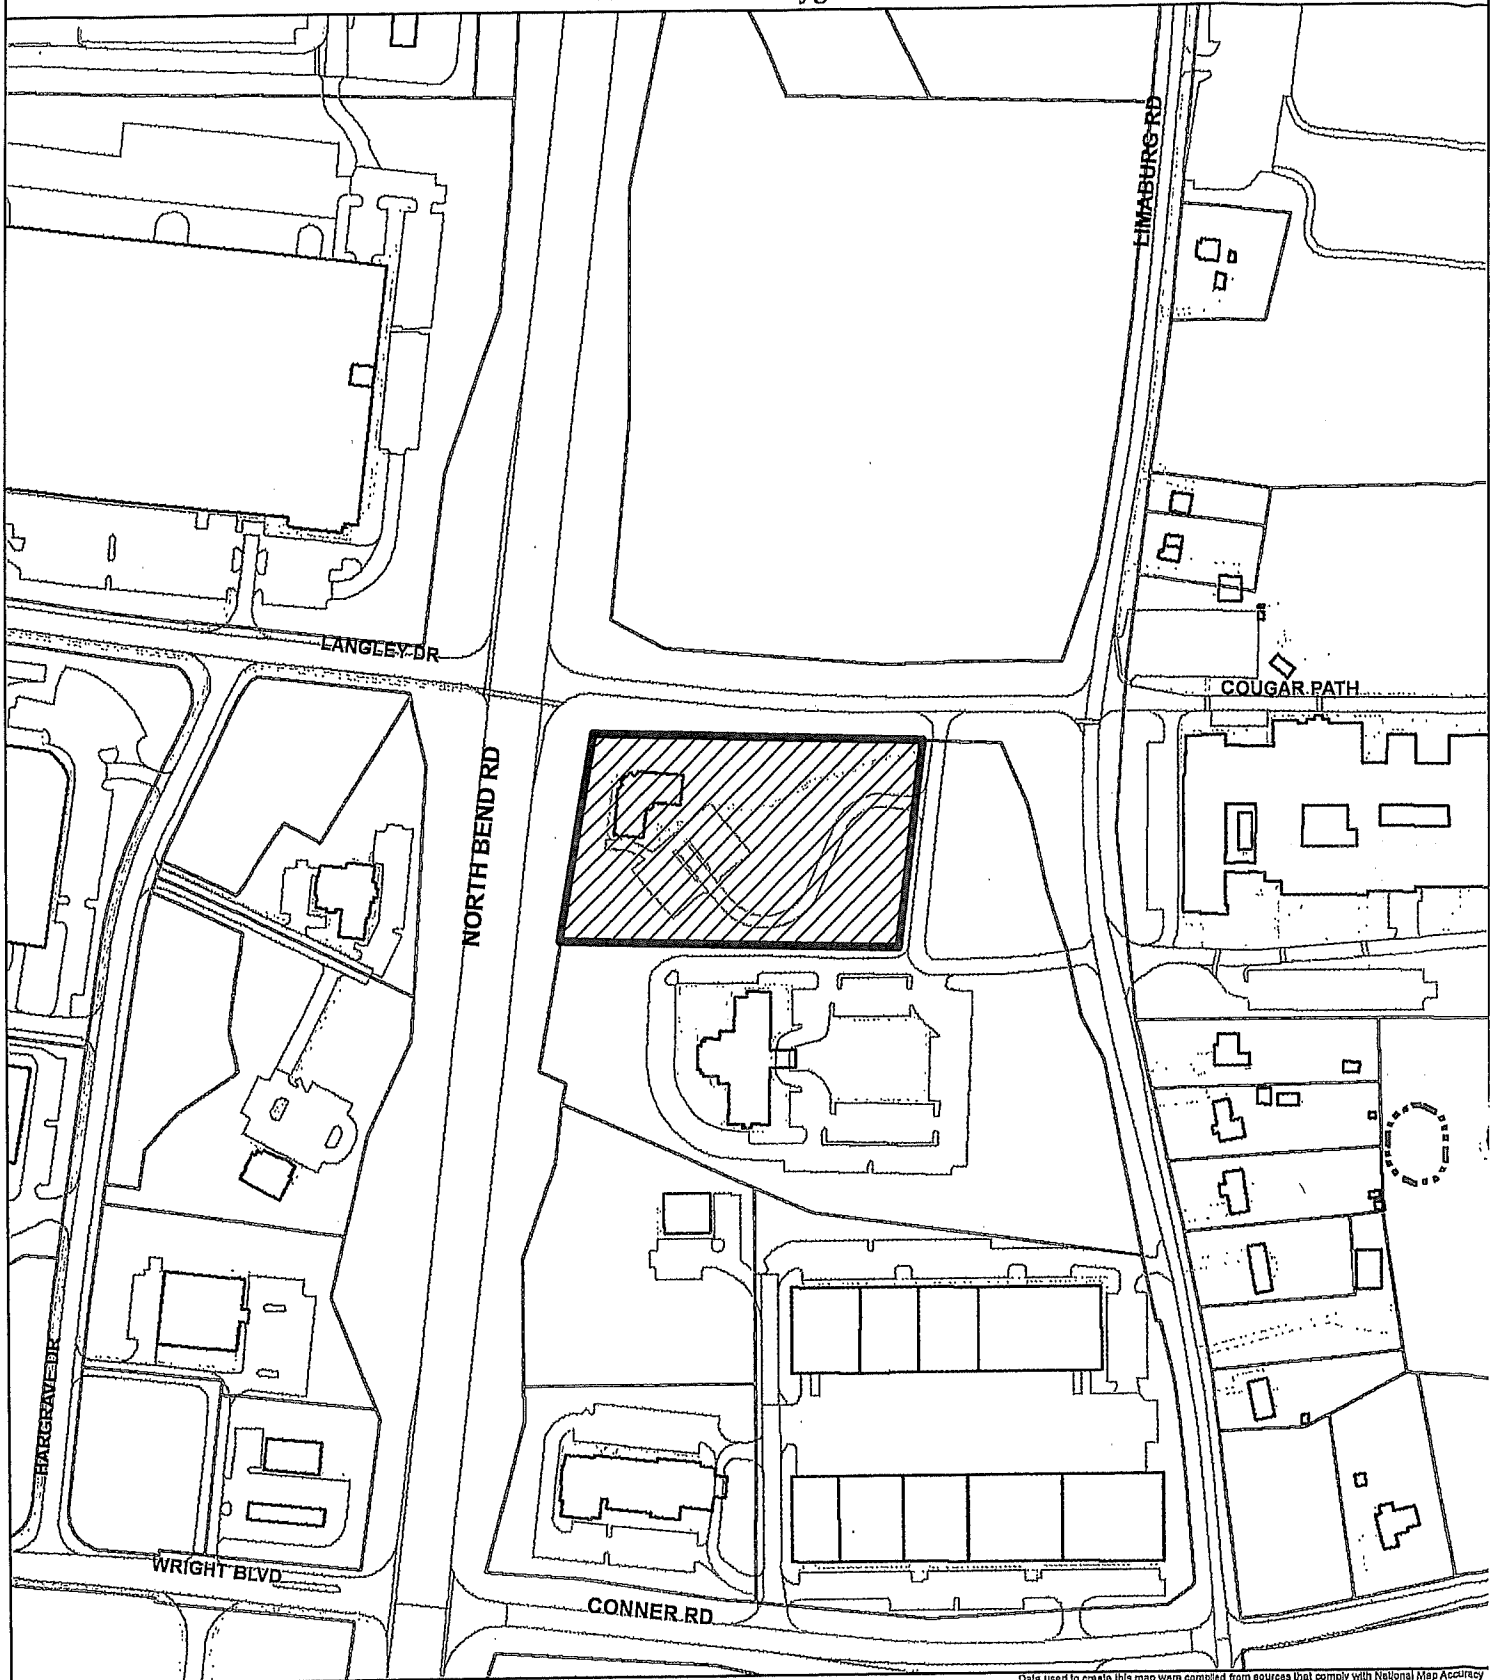 LIMABURG RD
LANGLEY DR
COUGAR PATH
NORTH BEND RD
HARGRAVE DR
WRIGHT BLVD
CONNER RD
Data used to create this map were compiled from sources that comply with National Map Accuracy